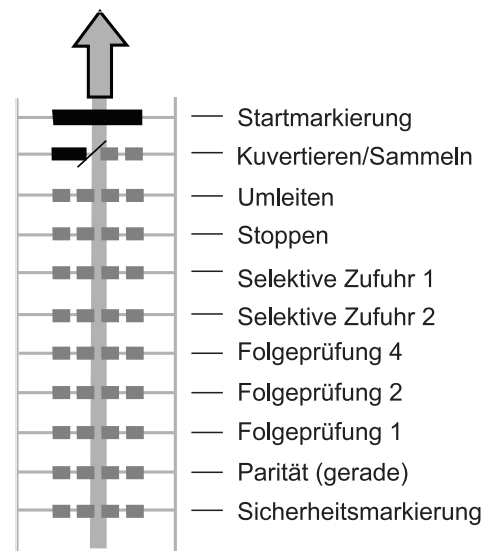 Startmarkierung
Kuvertieren/Sammeln
Umleiten
Stoppen
Selektive Zufuhr 1
Selektive Zufuhr 2
Folgeprüfung 4
Folgeprüfung 2
Folgeprüfung 1
Parität (gerade)
Sicherheitsmarkierung